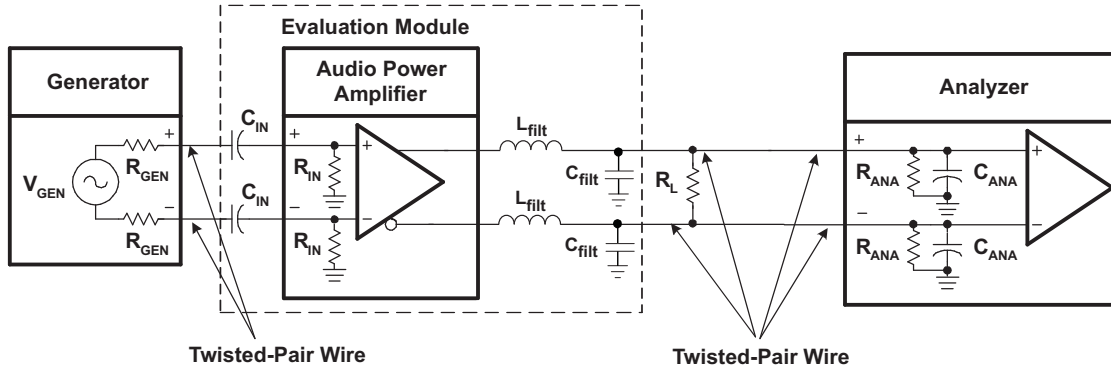 Evaluation Module
Generator
Audio Power
Amplifier
Analyzer
C_IN
L_filt
+
+
+
+
+
R_GEN
R_IN
C_filt
R_L
R_ANA
C_ANA
V_GEN
C_IN
L_filt
−
−
−
−
−
R_GEN
R_IN
C_filt
R_ANA
C_ANA
Twisted-Pair Wire
Twisted-Pair Wire